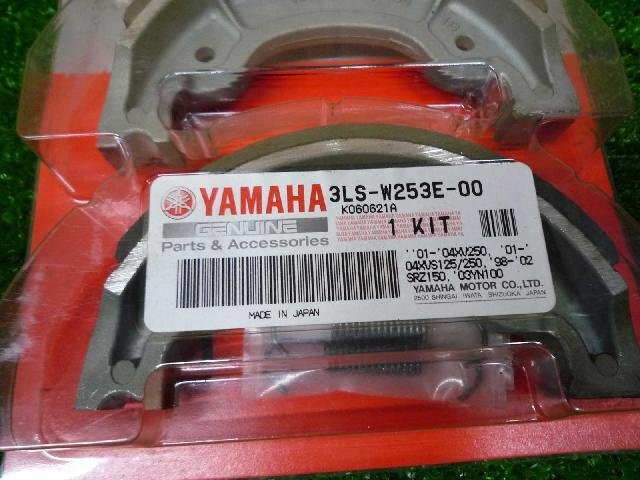 YAMAHA
GENUINE
Parts & Accessories
MADE IN JAPAN
3LS-W253E-00
K060621A
1 KIT
''01-'04XV250, '01-'
04XVS125/250,'98-'02
SRZ150,'03YN100
YAMAHA MOTOR CO.,LTD.
2500 SHINGAI IWATA SHIZUOKA JAPAN